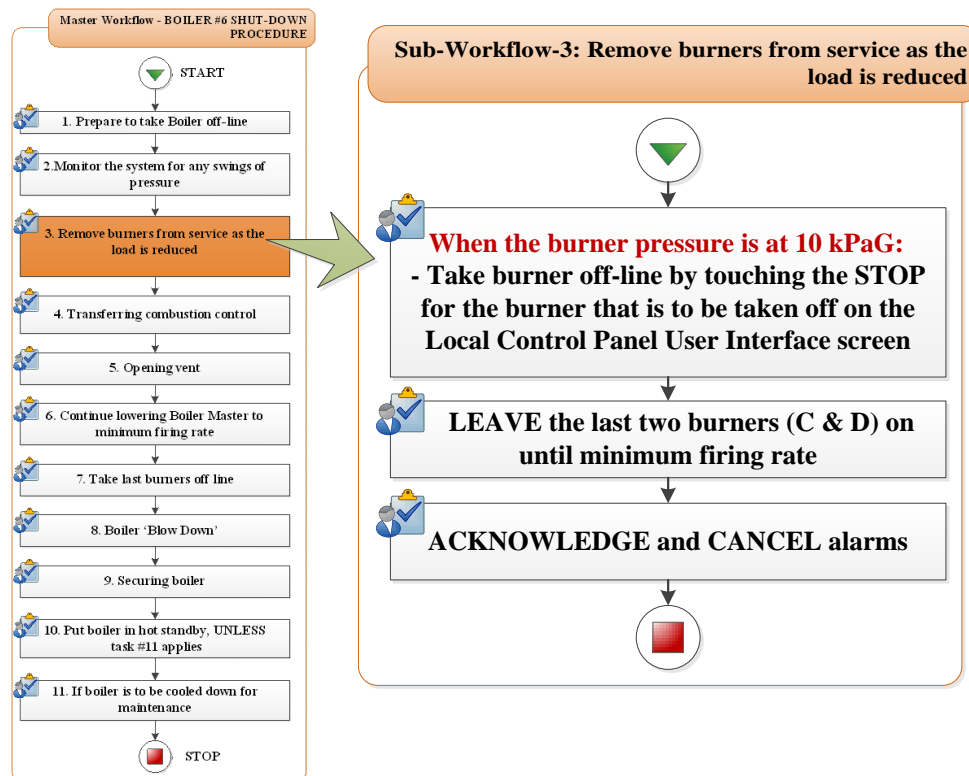 Master Workflow - BOILER #6 SHUT-DOWN
PROCEDURE
START
1. Prepare to take Boiler off-line
2.Monitor the system for any swings of
pressure
3. Remove burners from service as the
load is reduced
4. Transferring combustion control
5. Opening vent
6. Continue lowering Boiler Master to
minimum firing rate
7. Take last burners off line
8. Boiler ‘Blow Down’
9. Securing boiler
10. Put boiler in hot standby, UNLESS
task #11 applies
11. If boiler is to be cooled down for
maintenance
STOP
Sub-Workflow-3: Remove burners from service as the
load is reduced
When the burner pressure is at 10 kPaG:
- Take burner off-line by touching the STOP
for the burner that is to be taken off on the
Local Control Panel User Interface screen
LEAVE the last two burners (C & D) on
until minimum firing rate
ACKNOWLEDGE and CANCEL alarms